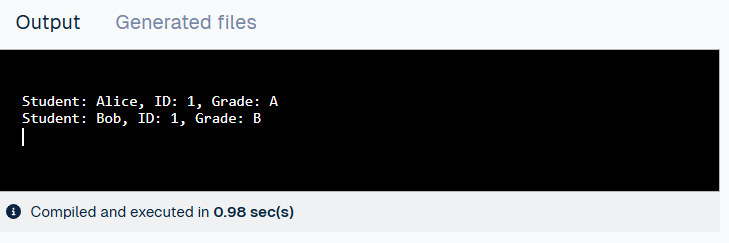 Output Generated files
Student: Alice, ID: 1, Grade: A
Student: Bob, ID: 1, Grade: B
Compiled and executed in 0.98 sec(s)